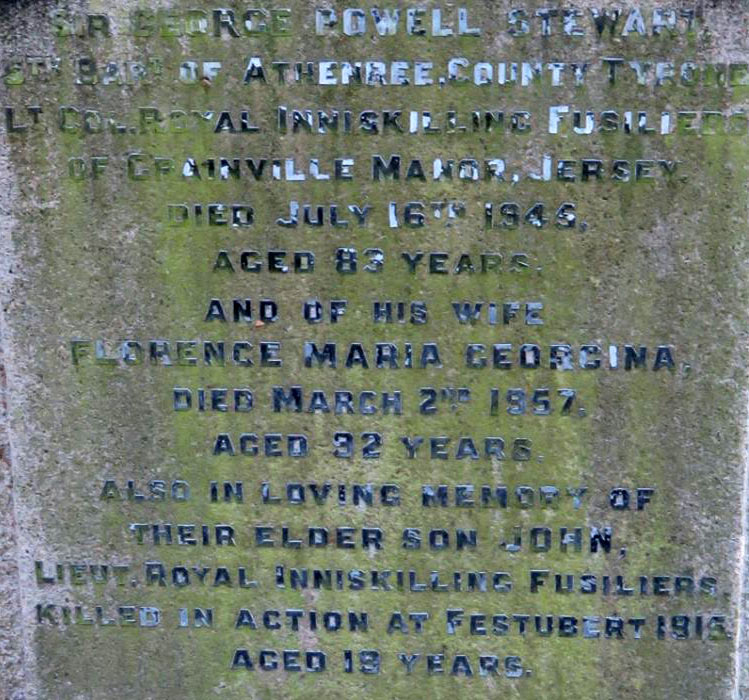 SIR GEORGE POWELL STEWART,
5TH BART OF ATHENREE, COUNTY TYRONE
LT COL. ROYAL INNISKILLING FUSILIERS
OF GRAINVILLE MANOR, JERSEY.
DIED JULY 16TH 1945,
AGED 83 YEARS.
AND OF HIS WIFE
FLORENCE MARIA GEORGINA,
DIED MARCH 2ND 1957,
AGED 92 YEARS.
ALSO IN LOVING MEMORY OF
THEIR ELDER SON JOHN,
LIEUT. ROYAL INNISKILLING FUSILIERS,
KILLED IN ACTION AT FESTUBERT 1915
AGED 19 YEARS.